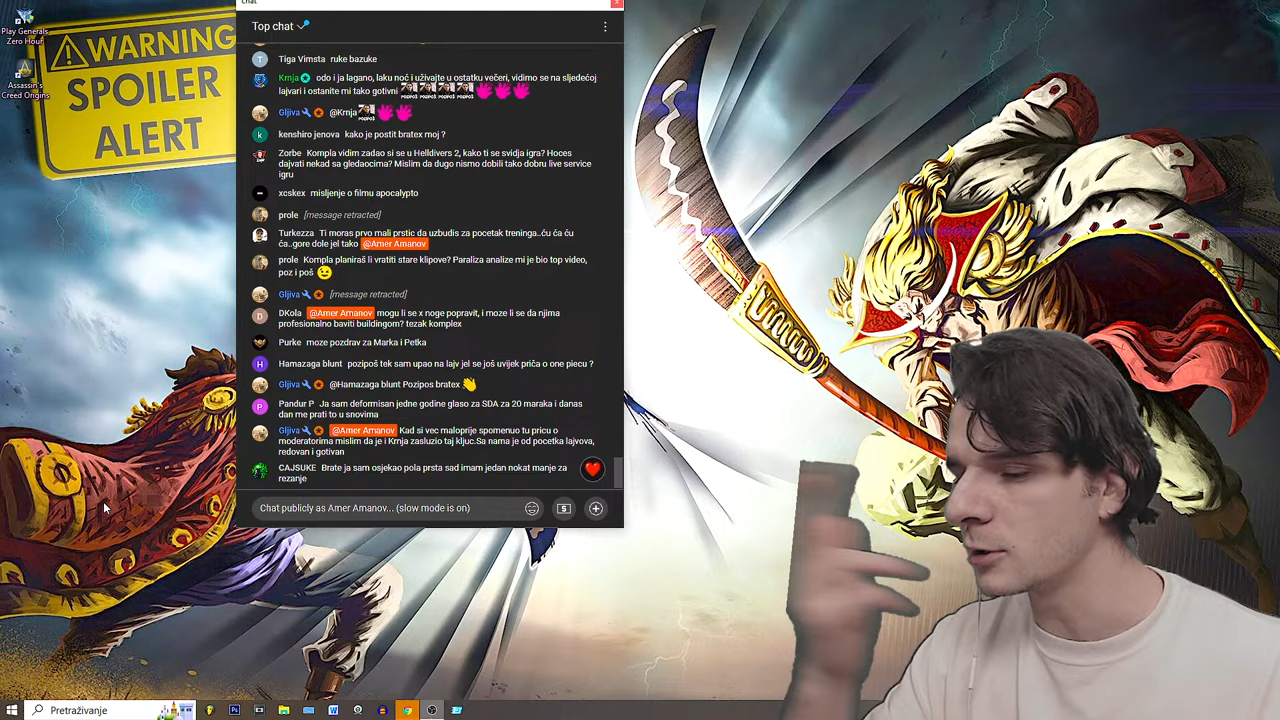 Play Generals
Zero Hour
Assassin's
Creed Origins
WARNING
SPOILER
ALERT
Chat
Top chat
Tiga Vimsta ruke bazuke
Krnja odo i ja lagano, laku noć i uživajte u ostatku večeri, vidimo se na sljedećoj
lajvari i ostanite mi tako gotivni
Gljiva @Krnja
kenshiro jenova kako je postit bratex moj ?
Zorbe Kompla vidim zadao si se u Helldivers 2, kako ti se svidja igra? Hoces
dajvati nekad sa gledaocima? Mislim da dugo nismo dobili tako dobru live service
igru
xcskex misljenje o filmu apocalypto
prole [message retracted]
Turkezza Ti moras prvo mali prstic da uzbudis za pocetak treninga..ću ća ću
ća..gore dole jel tako @Amer Amanov
prole Kompla planiraš li vratiti stare klipove? Paraliza analize mi je bio top video,
poz i poš
Gljiva [message retracted]
DKola @Amer Amanov mogu li se x noge popravit, i moze li se da njima
profesionalno baviti buildingom? tezak komplex
Purke moze pozdrav za Marka i Petka
Hamazaga blunt pozipoš tek sam upao na lajv jel se još uvijek priča o one piecu ?
Gljiva @Hamazaga blunt Pozipos bratex
Pandur P Ja sam deformisan jedne godine glaso za SDA za 20 maraka i danas
dan me prati to u snovima
Gljiva @Amer Amanov Kad si vec maloprije spomenuo tu pricu o
moderatorima mislim da je i Krnja zasluzio taj kljuc.Sa nama je od pocetka lajvova,
redovan i gotivan
CAJSUKE Brate ja sam osjekao pola prsta sad imam jedan nokat manje za
rezanje
Chat publicly as Amer Amanov... (slow mode is on)
Pretraživanje